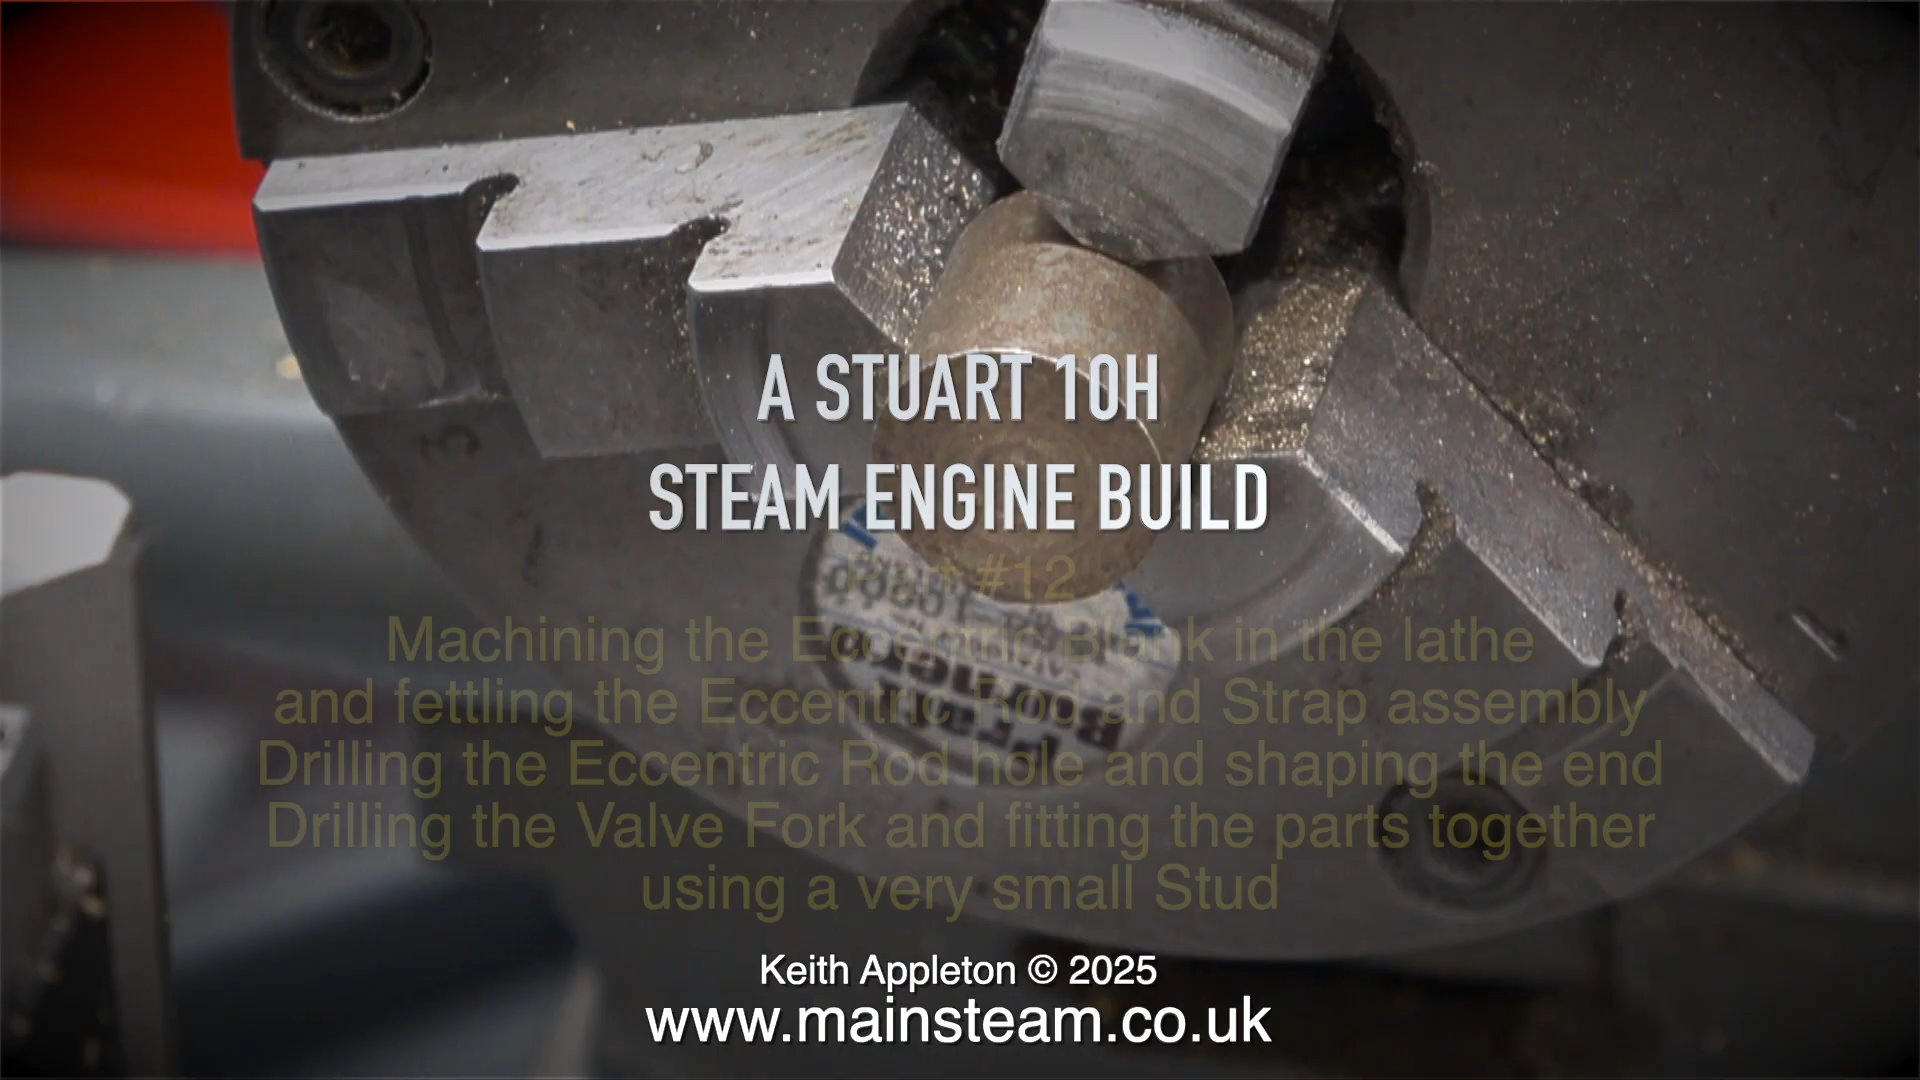 A STUART 10H
STEAM ENGINE BUILD
part #12
Machining the Eccentric Blank in the lathe
and fettling the Eccentric Rod and Strap assembly
Drilling the Eccentric Rod hole and shaping the end
Drilling the Valve Fork and fitting the parts together
using a very small Stud
Keith Appleton © 2025
www.mainsteam.co.uk
3
Burnerd